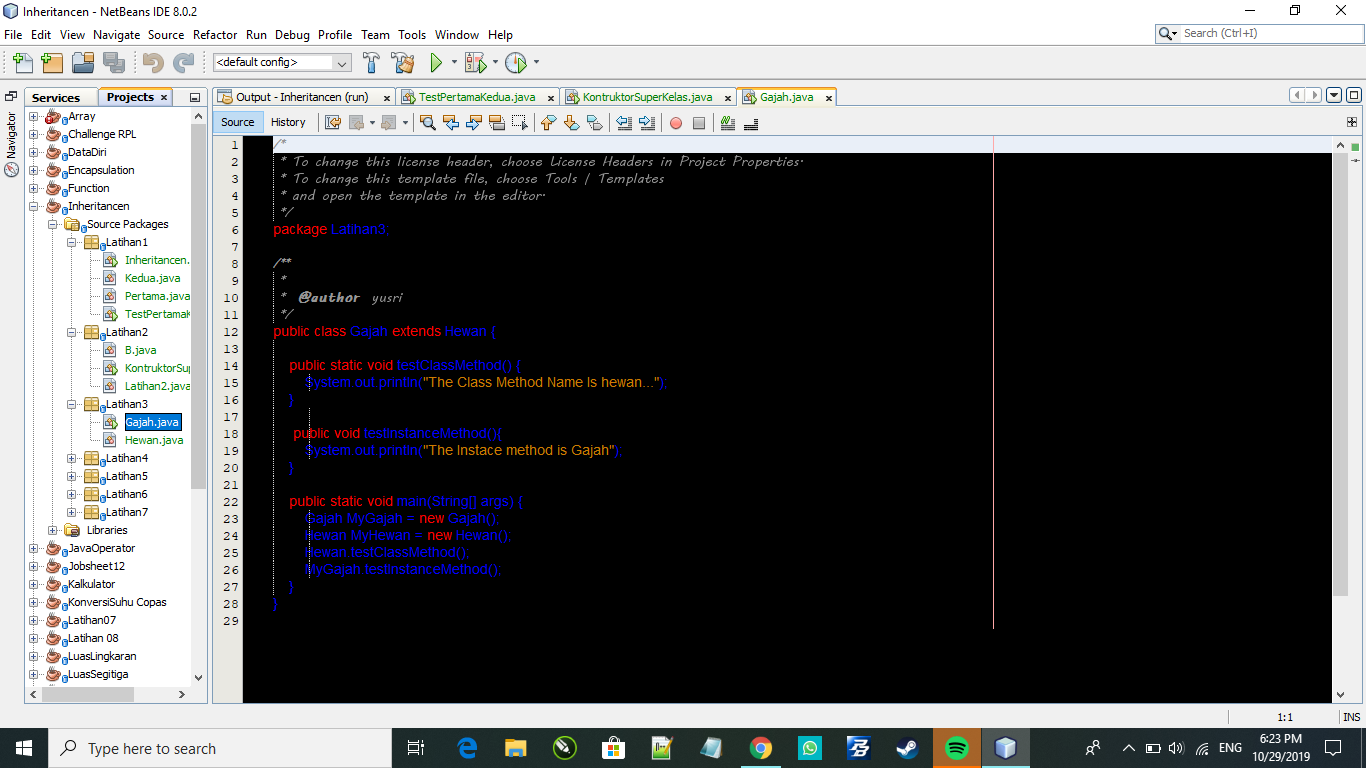 Inheritancen - NetBeans IDE 8.0.2
File Edit View Navigate Source Refactor Run Debug Profile Team Tools Window Help
Search (Ctrl+I)
<default config>
Services Projects
Output - Inheritancen (run) TestPertamaKedua.java KontruktorSuperKelas.java Gajah.java
Navigator
Source History
Array
Challenge RPL
DataDiri
Encapsulation
Function
Inheritancen
Source Packages
Latihan1
Inheritancen.
Kedua.java
Pertama.java
TestPertamaK
Latihan2
B.java
KontruktorSup
Latihan2.java
Latihan3
Gajah.java
Hewan.java
Latihan4
Latihan5
Latihan6
Latihan7
Libraries
JavaOperator
Jobsheet12
Kalkulator
KonversiSuhu Copas
Latihan07
Latihan 08
LuasLingkaran
LuasSegitiga
1 /*
2 * To change this license header, choose License Headers in Project Properties.
3 * To change this template file, choose Tools | Templates
4 * and open the template in the editor.
5 */
6 package Latihan3;
7
8 /**
9 *
10 * @author yusri
11 */
12 public class Gajah extends Hewan {
13
14 public static void testClassMethod() {
15 System.out.println("The Class Method Name Is hewan...");
16 }
17
18 public void testInstanceMethod(){
19 System.out.println("The Instace method is Gajah");
20 }
21
22 public static void main(String[] args) {
23 Gajah MyGajah = new Gajah();
24 Hewan MyHewan = new Hewan();
25 Hewan.testClassMethod();
26 MyGajah.testInstanceMethod();
27 }
28 }
29
1:1 INS
Type here to search
ENG
6:23 PM
10/29/2019